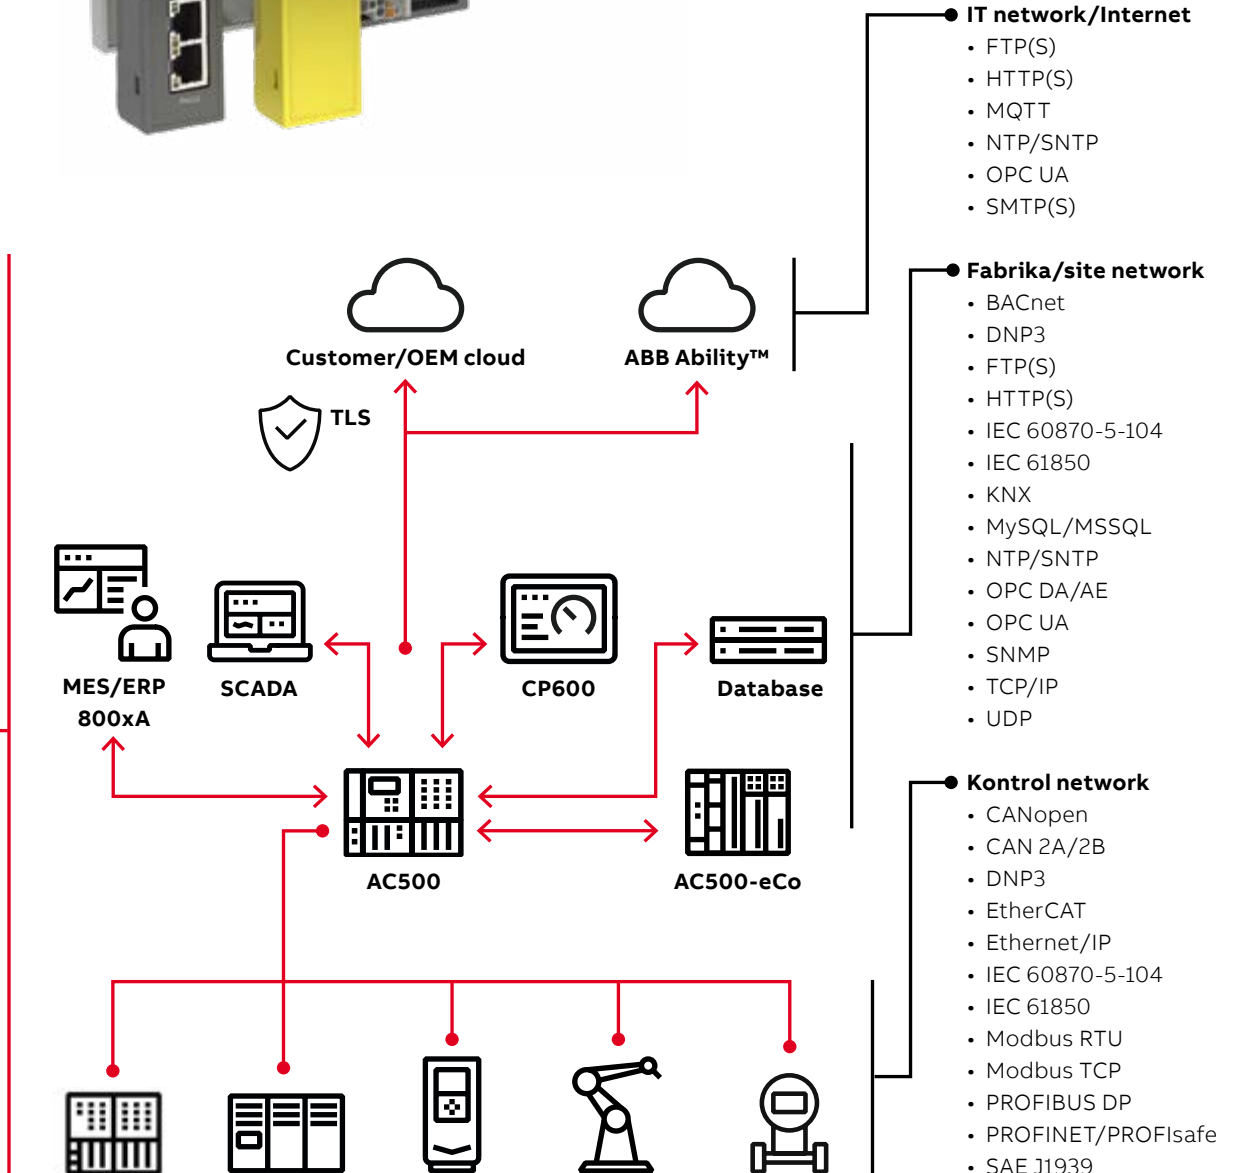 IT network/Internet
• FTP(S)
• HTTP(S)
• MQTT
• NTP/SNTP
• OPC UA
• SMTP(S)
Customer/OEM cloud
ABB Ability™
TLS
Fabrika/site network
• BACnet
• DNP3
• FTP(S)
• HTTP(S)
• IEC 60870-5-104
• IEC 61850
• KNX
• MySQL/MSSQL
• NTP/SNTP
• OPC DA/AE
• OPC UA
• SNMP
• TCP/IP
• UDP
MES/ERP
800xA
SCADA
CP600
Database
AC500
AC500-eCo
Kontrol network
• CANopen
• CAN 2A/2B
• DNP3
• EtherCAT
• Ethernet/IP
• IEC 60870-5-104
• IEC 61850
• Modbus RTU
• Modbus TCP
• PROFIBUS DP
• PROFINET/PROFIsafe
• SAE J1939